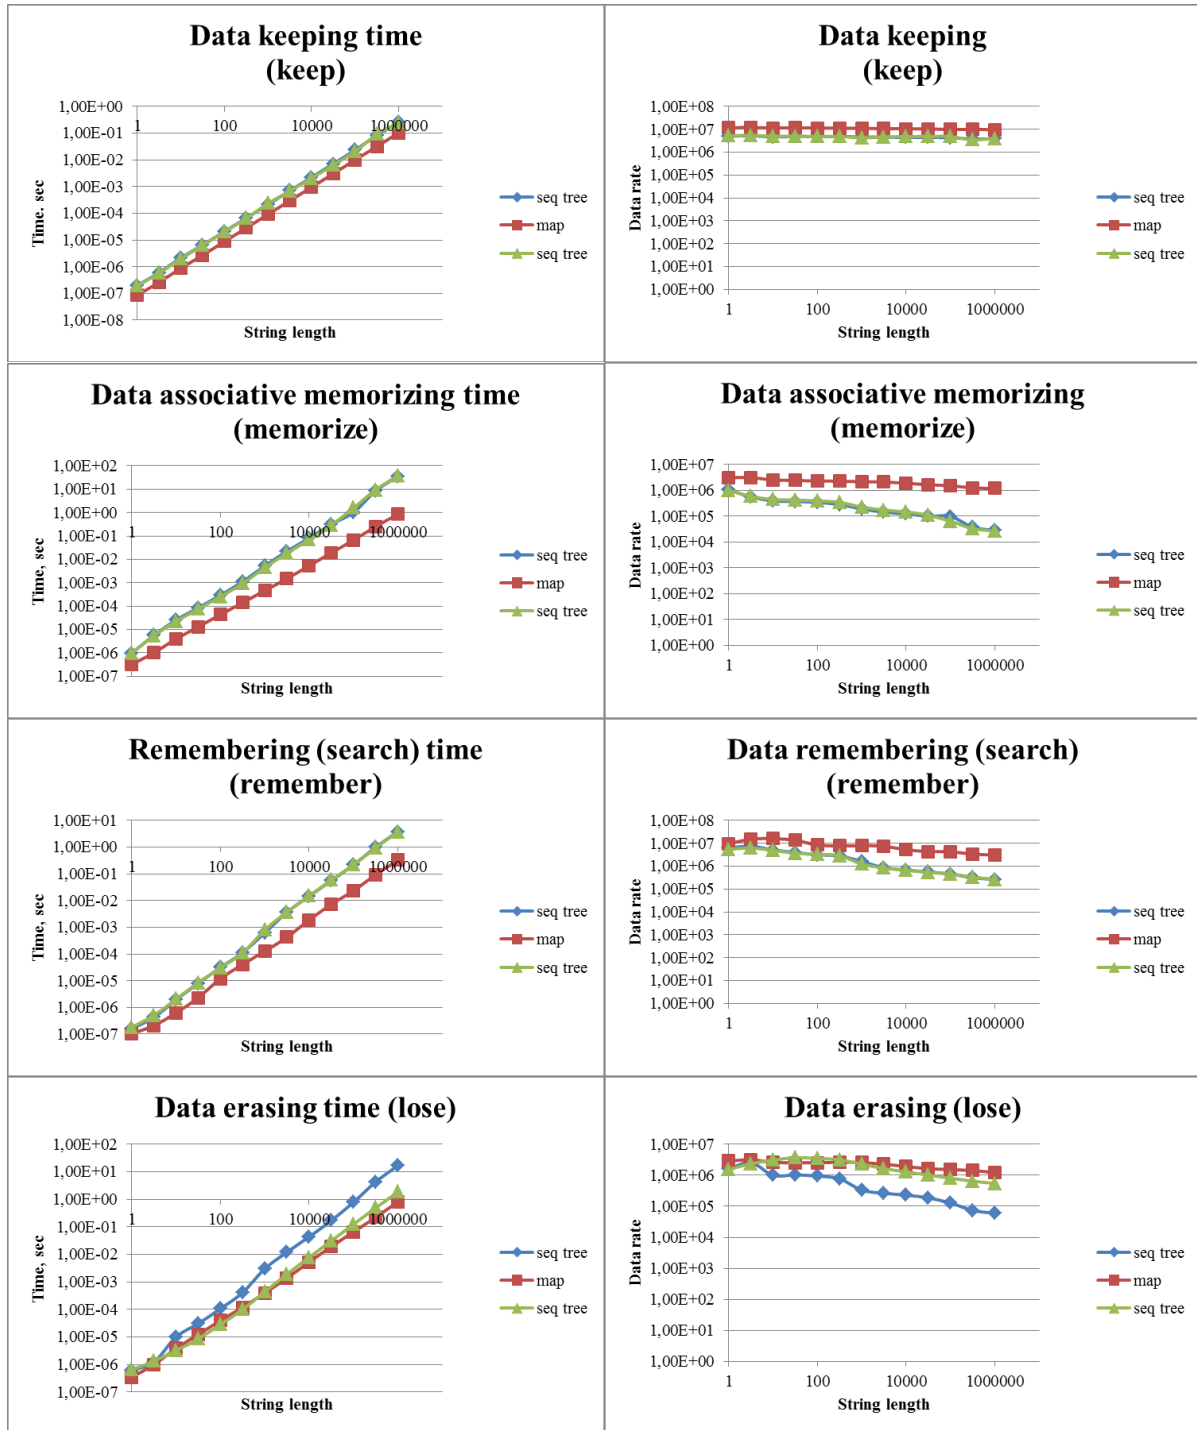 Data keeping time
(keep)
1,00E+00
1,00E-01
1,00E-02
1,00E-03
1,00E-04
1,00E-05
1,00E-06
1,00E-07
1,00E-08
1
100
10000
1000000
Time. sec
String length
seq tree
map
seq tree
Data keeping
(keep)
1,00E+08
1,00E+07
1,00E+06
1,00E+05
1,00E+04
1,00E+03
1,00E+02
1,00E+01
1,00E+00
1
100
10000
1000000
Data rate
String length
seq tree
map
seq tree
Data associative memorizing time
(memorize)
1,00E+02
1,00E+01
1,00E+00
1,00E-01
1,00E-02
1,00E-03
1,00E-04
1,00E-05
1,00E-06
1,00E-07
1
100
10000
1000000
Time, sec
String length
seq tree
map
seq tree
Data associative memorizing
(memorize)
1,00E+07
1,00E+06
1,00E+05
1,00E+04
1,00E+03
1,00E+02
1,00E+01
1,00E+00
1
100
10000
1000000
Data rate
String length
seq tree
map
seq tree
Remembering (search) time
(remember)
1,00E+01
1,00E+00
1,00E-01
1,00E-02
1,00E-03
1,00E-04
1,00E-05
1,00E-06
1,00E-07
1
100
10000
1000000
Time, sec
String length
seq tree
map
seq tree
Data remembering (search)
(remember)
1,00E+08
1,00E+07
1,00E+06
1,00E+05
1,00E+04
1,00E+03
1,00E+02
1,00E+01
1,00E+00
1
100
10000
1000000
Data rate
String length
seq tree
map
seq tree
Data erasing time (lose)
1,00E+02
1,00E+01
1,00E+00
1,00E-01
1,00E-02
1,00E-03
1,00E-04
1,00E-05
1,00E-06
1,00E-07
1
100
10000
1000000
Time, sec
String length
seq tree
map
seq tree
Data erasing (lose)
1,00E+07
1,00E+06
1,00E+05
1,00E+04
1,00E+03
1,00E+02
1,00E+01
1,00E+00
1
100
10000
1000000
Data rate
String length
seq tree
map
seq tree